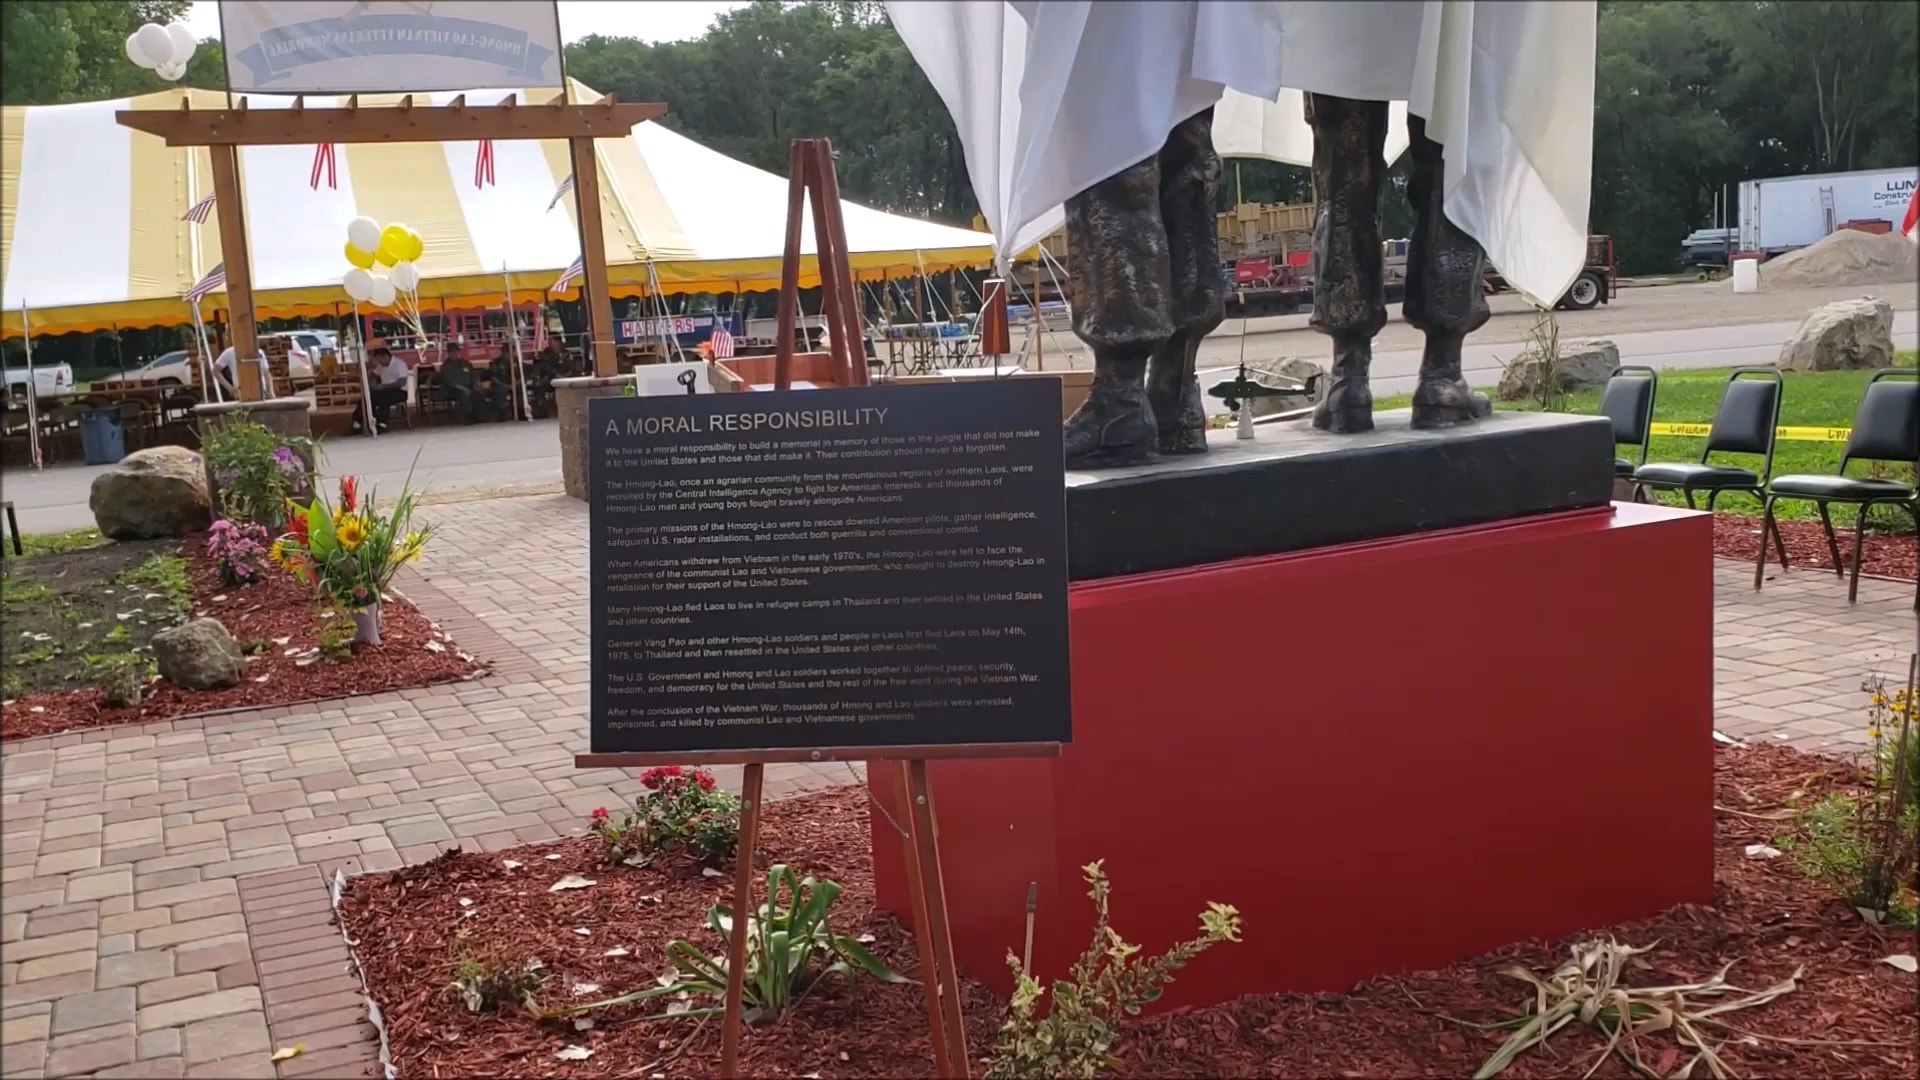 HMONG-LAO VIETNAM VETERANS MEMORIAL
HARPER'S
LUN
Constru
A MORAL RESPONSIBILITY
We have a moral responsibility to build a memorial in memory of those in the jungle that did not make
it to the United States and those that did make it. Their contribution should never be forgotten.
The Hmong-Lao, once an agrarian community from the mountainous regions of northern Laos, were
recruited by the Central Intelligence Agency to fight for American interests, and thousands of
Hmong-Lao men and young boys fought bravely alongside Americans.
The primary missions of the Hmong-Lao were to rescue downed American pilots, gather intelligence,
safeguard U.S. radar installations, and conduct both guerrilla and conventional combat.
When Americans withdrew from Vietnam in the early 1970's, the Hmong-Lao were left to face the
vengeance of the communist Lao and Vietnamese governments, who sought to destroy Hmong-Lao in
retaliation for their support of the United States.
Many Hmong-Lao fled Laos to live in refugee camps in Thailand and then settled in the United States
and other countries.
General Vang Pao and other Hmong-Lao soldiers and people in Laos first fled Laos on May 14th,
1975, to Thailand and then resettled in the United States and other countries.
The U.S. Government and Hmong and Lao soldiers worked together to defend peace, security,
freedom, and democracy for the United States and the rest of the free word during the Vietnam War.
After the conclusion of the Vietnam War, thousands of Hmong and Lao soldiers were arrested,
imprisoned, and killed by communist Lao and Vietnamese governments